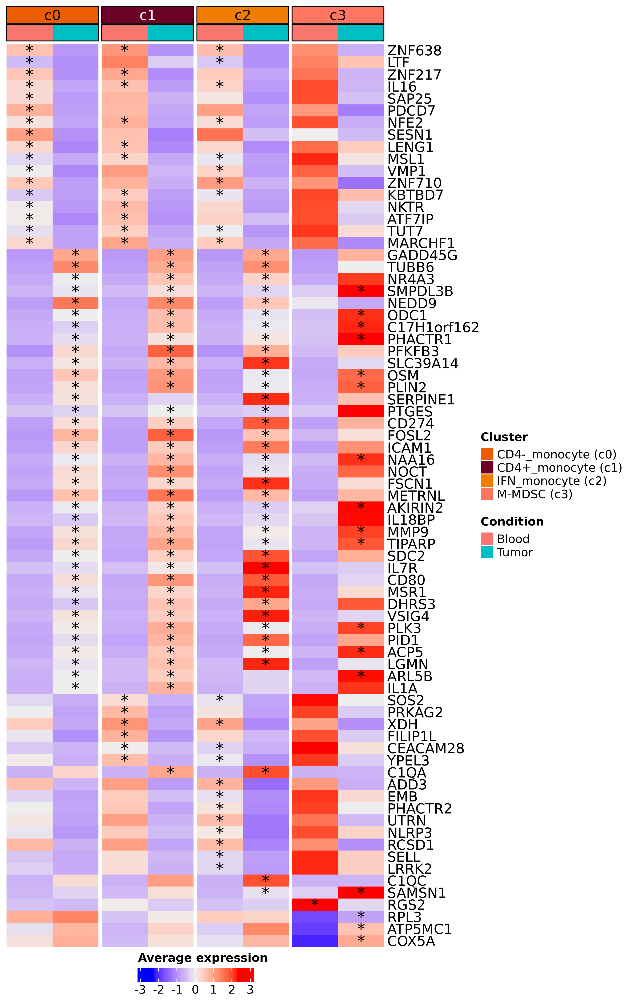 c0 c1 c2 c3
* * * ZNF638
* * LTF
* * ZNF217
* * * IL16
* SAP25
* PDCD7
* * * NFE2
* SESN1
* * LENG1
* * * MSL1
* * VMP1
* * ZNF710
* * * KBTBD7
* * NKTR
* * ATF7IP
* * * TUT7
* * * MARCHF1
* * * GADD45G
* * * TUBB6
* * * NR4A3
* * * * SMPDL3B
* * * NEDD9
* * * * ODC1
* * * * C17H1orf162
* * * * PHACTR1
* * * PFKFB3
* * * SLC39A14
* * * * OSM
* * * * PLIN2
* * SERPINE1
* * * PTGES
* * * CD274
* * * FOSL2
* * * ICAM1
* * * * NAA16
* * * NOCT
* * * FSCN1
* * * METRNL
* * * * AKIRIN2
* * * IL18BP
* * * * MMP9
* * * * TIPARP
* * * SDC2
* * * IL7R
* * * CD80
* * * MSR1
* * * DHRS3
* * * VSIG4
* * * * PLK3
* * * PID1
* * * * ACP5
* * * LGMN
* * * ARL5B
* * IL1A
* * SOS2
* PRKAG2
* * XDH
* FILIP1L
* * CEACAM28
* * YPEL3
* * C1QA
* ADD3
* EMB
* PHACTR2
* UTRN
* NLRP3
* RCSD1
* SELL
* LRRK2
* C1QC
* * SAMSN1
* RGS2
* RPL3
* ATP5MC1
* COX5A
Cluster
CD4-_monocyte (c0)
CD4+_monocyte (c1)
IFN_monocyte (c2)
M-MDSC (c3)
Condition
Blood
Tumor
Average expression
-3 -2 -1 0 1 2 3